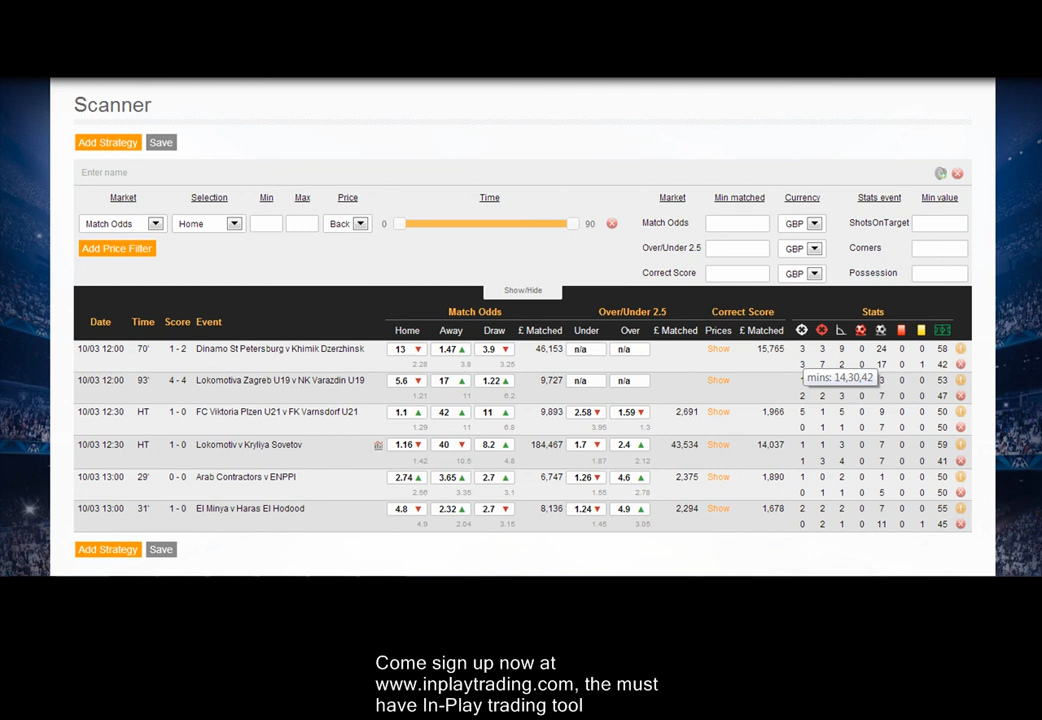 Scanner
Add Strategy Save
Enter name
Market Selection Min Max Price Time Market Min matched Currency Stats event Min value
Match Odds Home Back 0 90 Match Odds GBP ShotsOnTarget
Add Price Filter Over/Under 2.5 GBP Corners
Correct Score GBP Possession
Show/Hide
Match Odds Over/Under 2.5 Correct Score Stats
Date Time Score Event
Home Away Draw £ Matched Under Over £ Matched Prices £ Matched
10/03 12:00 70' 1 - 2 Dinamo St Petersburg v Khimik Dzerzhinsk 13 1.47 3.9 46,153 n/a n/a Show 15,765 3 3 9 0 24 0 0 58
2.28 3.8 3.25 3 7 2 0 17 0 1 42
mins: 14,30,42
10/03 12:00 93' 4 - 4 Lokomotiva Zagreb U19 v NK Varazdin U19 5.6 17 1.22 9,727 n/a n/a Show 0 0 53
1.21 11 6.2 2 2 3 0 7 0 0 47
10/03 12:30 HT 1 - 0 FC Viktoria Plzen U21 v FK Varnsdorf U21 1.1 42 11 9,893 2.58 1.59 2,691 Show 1,966 5 1 5 0 9 0 0 50
1.29 11 6.8 3.95 1.3 0 1 1 0 7 0 0 50
10/03 12:30 HT 1 - 0 Lokomotiv v Kryliya Sovetov 1.16 40 8.2 184,467 1.7 2.4 43,534 Show 14,037 1 1 3 0 7 0 0 59
1.42 10.5 4.8 1.87 2.12 1 3 4 0 7 0 0 41
10/03 13:00 29' 0 - 0 Arab Contractors v ENPPI 2.74 3.65 2.7 6,747 1.26 4.6 2,375 Show 1,890 1 0 2 0 1 0 0 50
2.56 3.35 3.1 1.55 2.78 0 1 1 0 5 0 0 50
10/03 13:00 31' 1 - 0 El Minya v Haras El Hodood 4.8 2.32 2.7 8,136 1.24 4.9 2,294 Show 1,678 2 2 2 0 7 0 0 55
4.9 2.04 3.15 1.45 3.05 0 2 1 0 11 0 1 45
Add Strategy Save
Come sign up now at
www.inplaytrading.com, the must
have In-Play trading tool